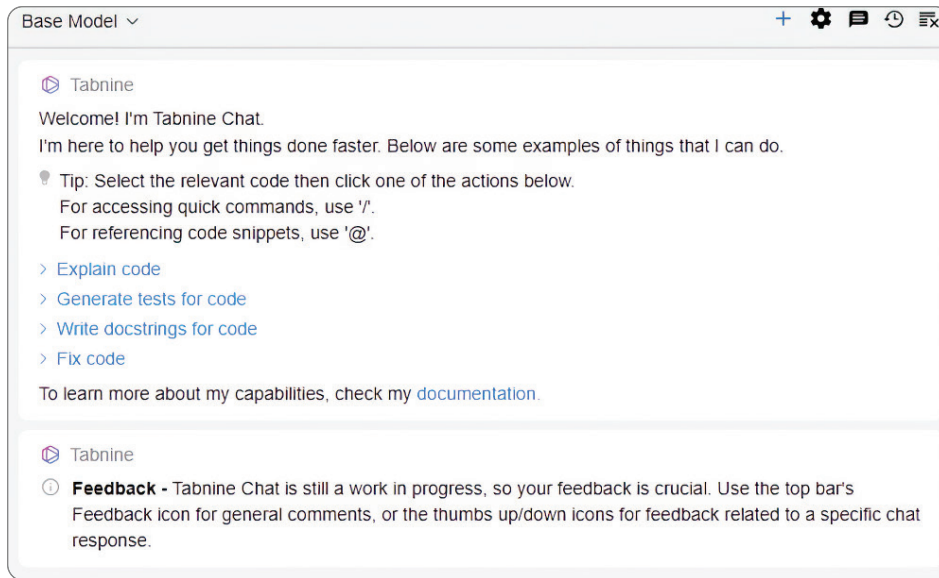 Base Model
Tabnine
Welcome! I'm Tabnine Chat.
I'm here to help you get things done faster. Below are some examples of things that I can do.
Tip: Select the relevant code then click one of the actions below.
For accessing quick commands, use '/'.
For referencing code snippets, use '@'.
> Explain code
> Generate tests for code
> Write docstrings for code
> Fix code
To learn more about my capabilities, check my documentation.
Tabnine
Feedback - Tabnine Chat is still a work in progress, so your feedback is crucial. Use the top bar's
Feedback icon for general comments, or the thumbs up/down icons for feedback related to a specific chat
response.